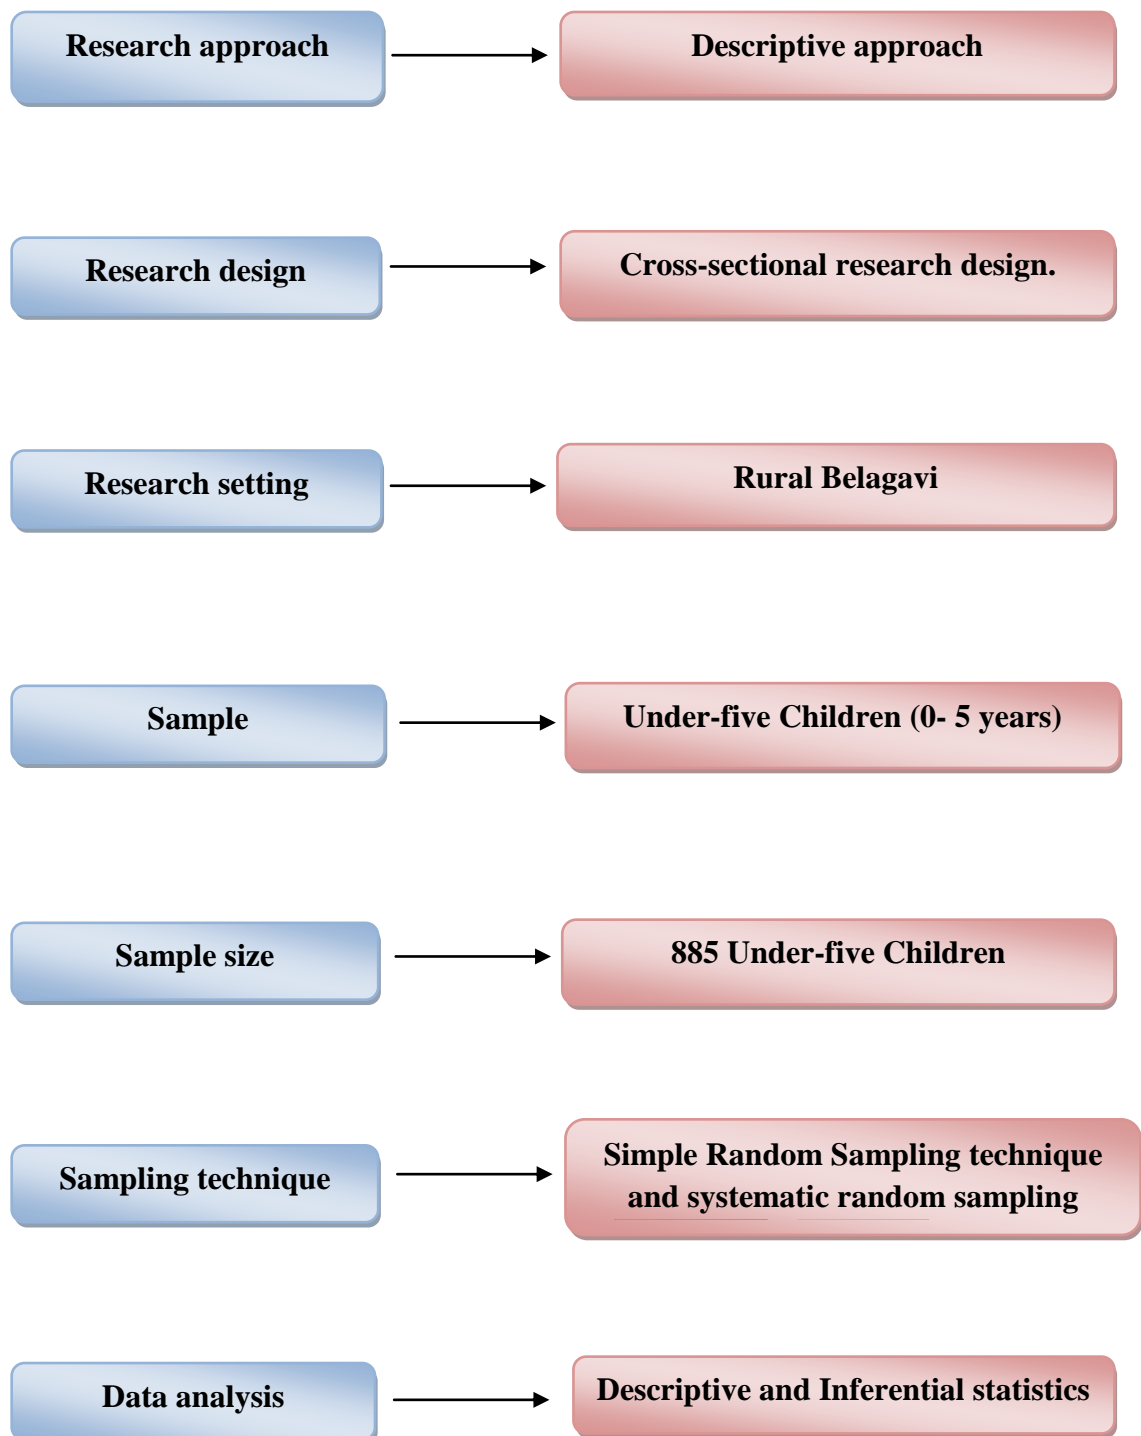 Research approach
Descriptive approach
Research design
Cross-sectional research design.
Research setting
Rural Belagavi
Sample
Under-five Children (0- 5 years)
Sample size
885 Under-five Children
Sampling technique
Simple Random Sampling technique
and systematic random sampling
Data analysis
Descriptive and Inferential statistics